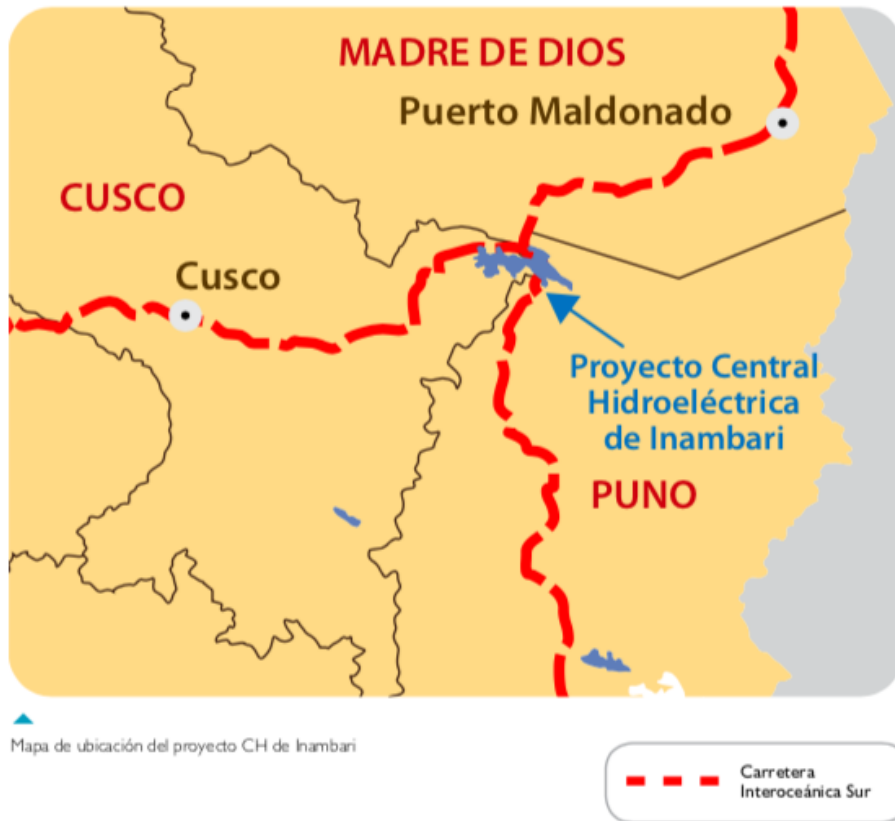 MADRE DE DIOS
Puerto Maldonado
CUSCO
Cusco
Proyecto Central
Hidroeléctrica
de Inambari
PUNO
Mapa de ubicación del proyecto CH de Inambari
Carretera
Interoceánica Sur